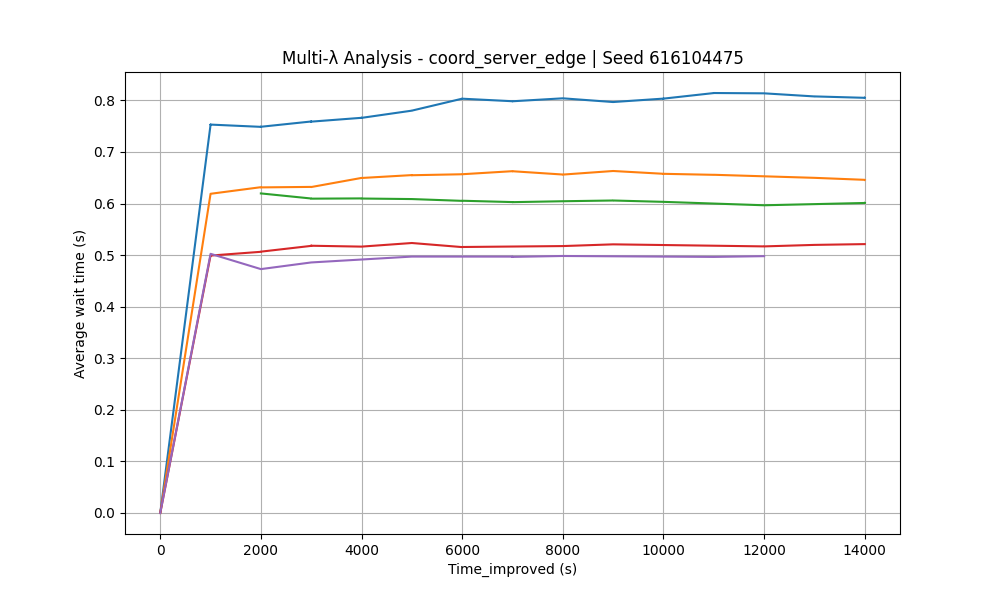 Multi-λ Analysis - coord_server_edge | Seed 616104475
Average wait time (s)
0.8
0.7
0.6
0.5
0.4
0.3
0.2
0.1
0.0
0 2000 4000 6000 8000 10000 12000 14000
Time_improved (s)